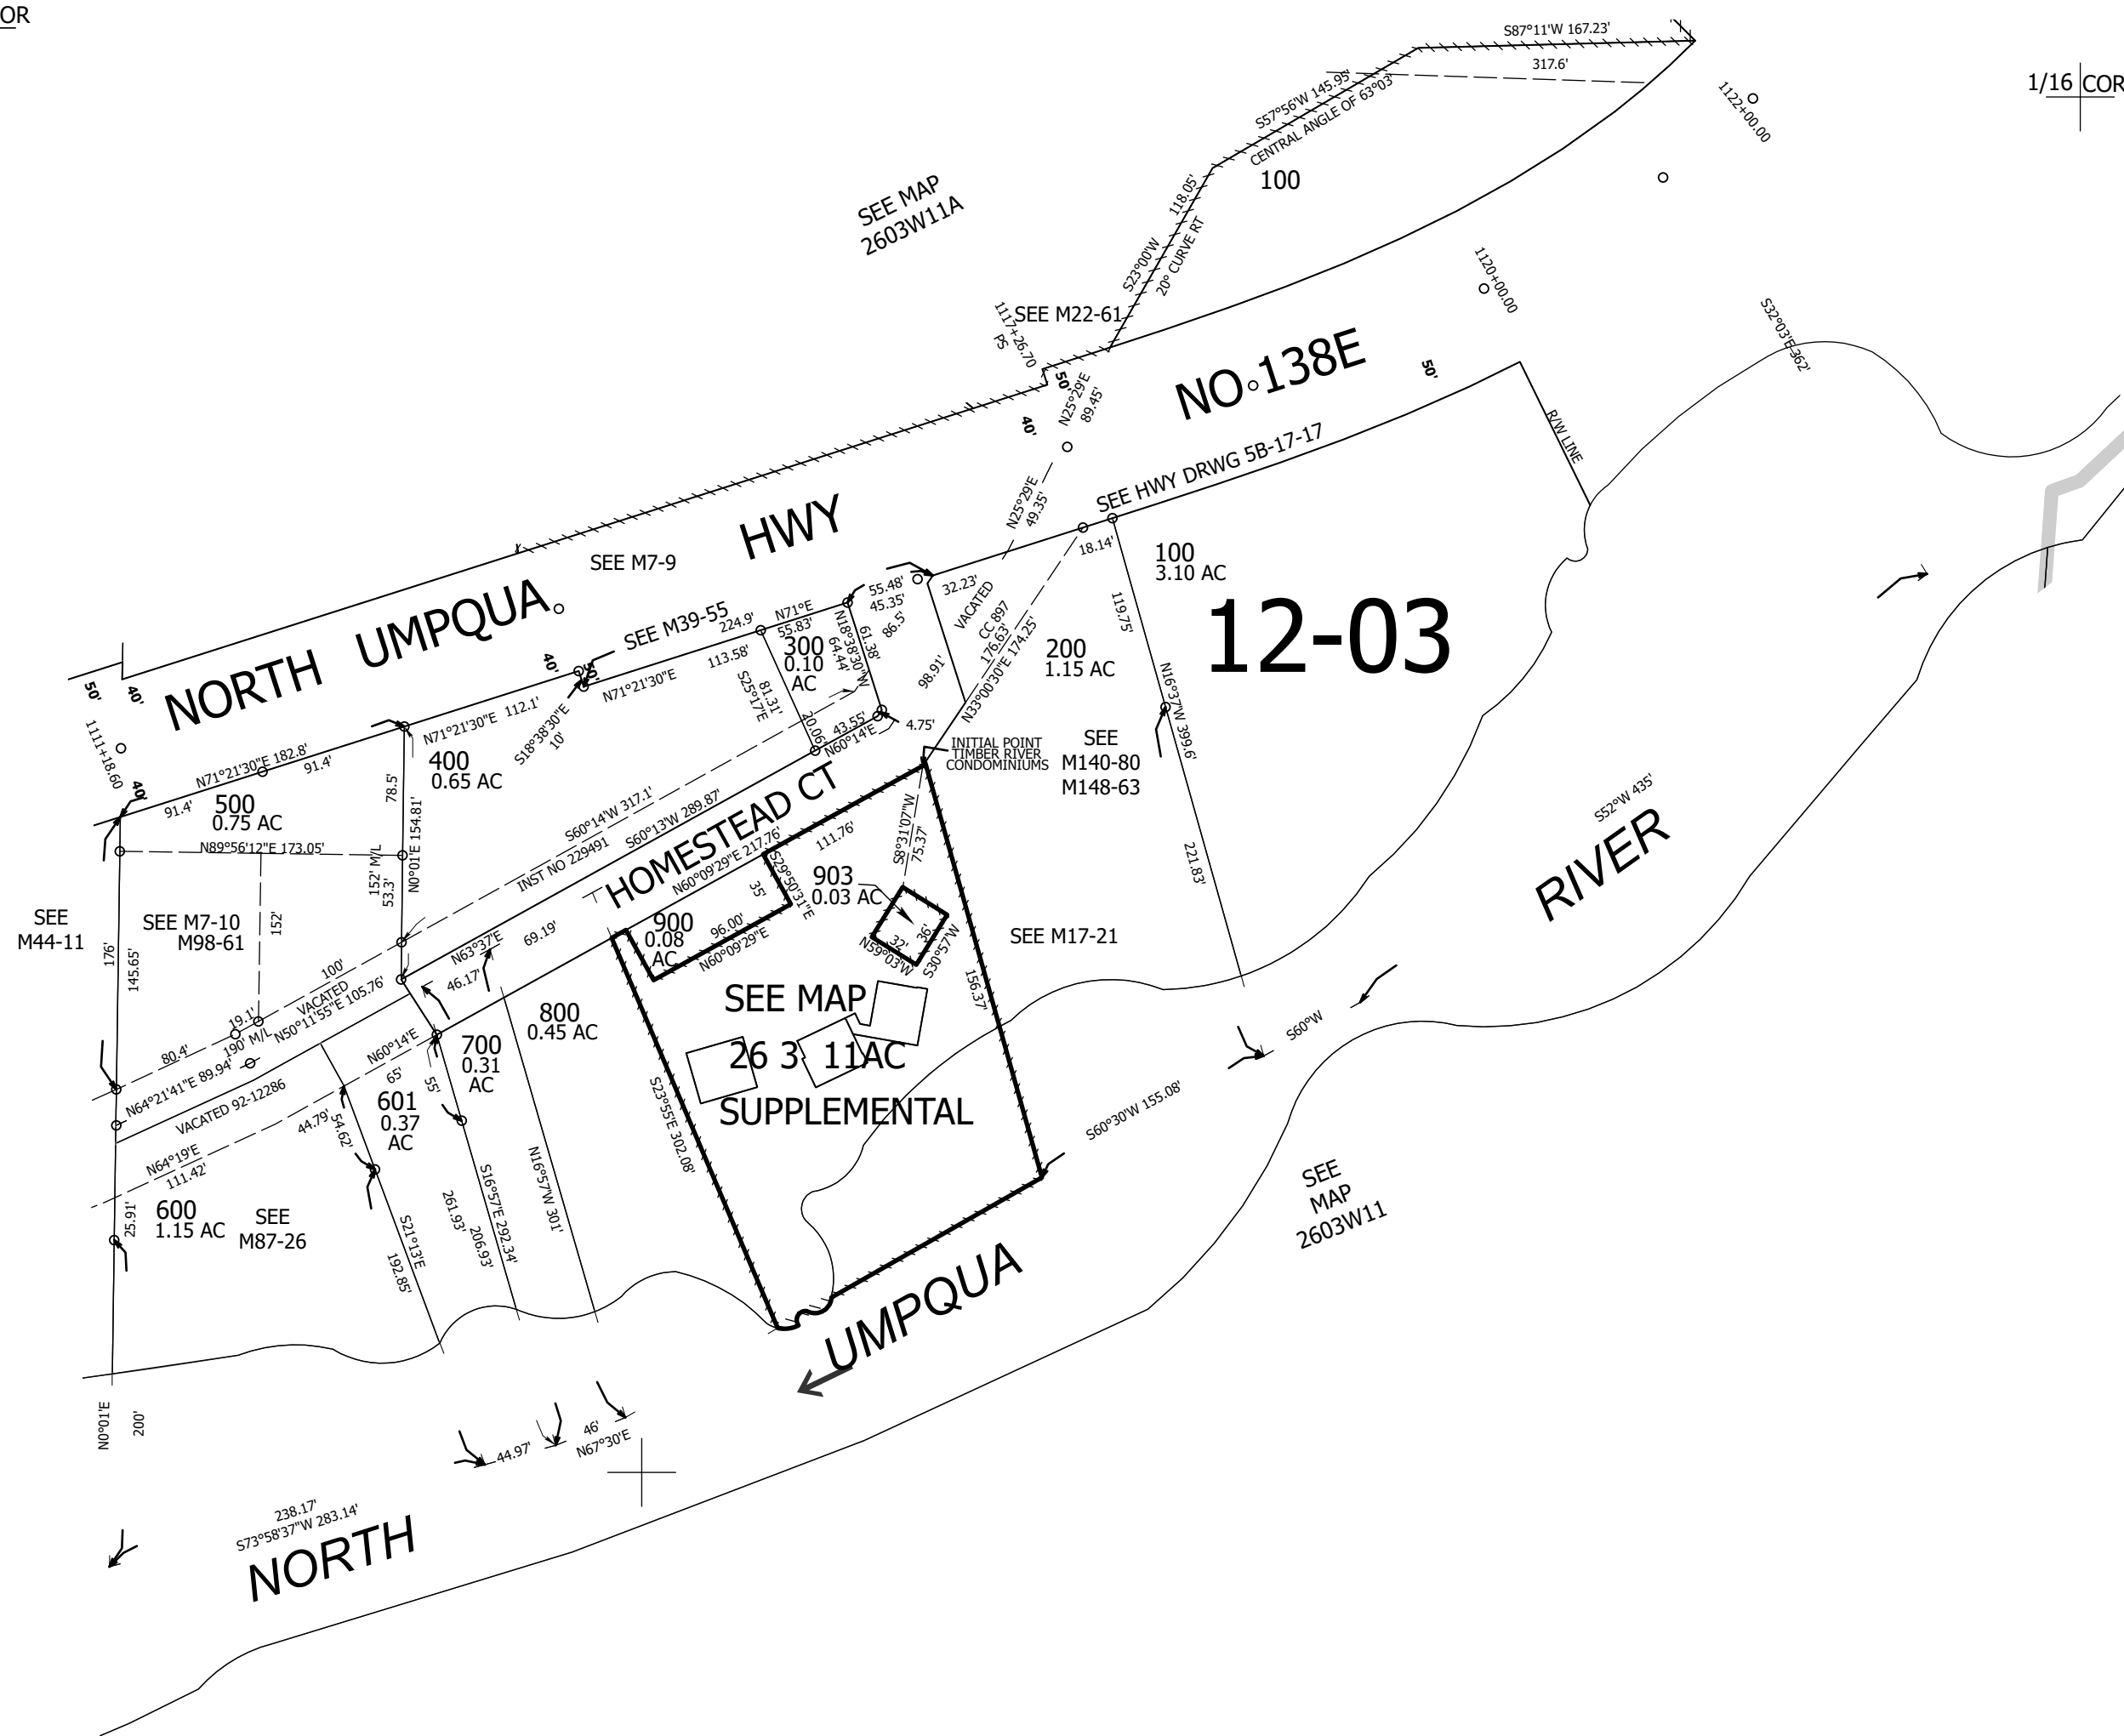 OR
S87°11'W 167.23'
317.6'
1/16 COR
1122+00.00
S57°56'W 145.95'
CENTRAL ANGLE OF 63°03'
100
SEE MAP
2603W11A
118.05'
S23°00'W
20° CURVE RT
1120+00.00
S32°03'E 362'
SEE M22-61
1117+26.70
PS
50'
40'
N25°29'E
89.45'
NO 138E
50'
R/W LINE
SEE HWY DRWG 5B-17-17
N25°29'E
49.35'
HWY
SEE M7-9
18.14'
100
3.10 AC
12-03
NORTH UMPQUA
SEE M39-55
224.9'
N71°E
55.83'
55.48'
45.35'
86.5'
32.23'
VACATED
CC 897
176.63'
N33°00'30"E 174.25'
119.75'
N16°37'W 399.6'
221.83'
200
1.15 AC
300
0.10
AC
N18°38'30"W
64.44'
61.38'
98.91'
40'
50'
113.58'
N71°21'30"E
S25°17'E
81.31'
20.06'
43.55'
N60°14'E
4.75'
N71°21'30"E 112.1'
S18°38'30"E
10'
50'
40'
1111+18.60
40'
N71°21'30"E 182.8'
91.4'
91.4'
400
0.65 AC
78.5'
500
0.75 AC
INITIAL POINT
TIMBER RIVER
CONDOMINIUMS
SEE
M140-80
M148-63
N89°56'12"E 173.05'
152' M/L
53.3'
N0°01'E 154.81'
S60°14'W 317.1'
INST NO 229491
S60°13'W 289.87'
HOMESTEAD CT
N60°09'29"E 217.76'
111.76'
S8°31'07"W
75.37'
S29°50'31"E
35'
903
0.03 AC
S52°W 435'
RIVER
SEE
M44-11
SEE M7-10
M98-61
152'
176'
145.65'
900
0.08
AC
96.00'
N60°09'29"E
32'
36'
N59°03'W
S30°57'W
SEE M17-21
156.37'
N63°37'E
69.19'
46.17'
100'
VACATED
N50°11'55"E 105.76'
19.1'
190' M/L
80.4'
N64°21'41"E 89.94'
VACATED 92-12286
SEE MAP
26 3 11AC
SUPPLEMENTAL
800
0.45 AC
700
0.31
AC
N60°14'E
65'
55'
601
0.37
AC
44.79'
54.62'
N64°19'E
111.42'
S60°W
S60°30'W 155.08'
S23°55'E 302.08'
N16°57'W 301'
S16°57'E 292.34'
261.93'
206.93'
S21°13'E
192.85'
600
1.15 AC
25.91'
SEE
M87-26
SEE
MAP
2603W11
UMPQUA
N0°01'E
200'
46'
N67°30'E
44.97'
238.17'
S73°58'37"W 283.14'
NORTH